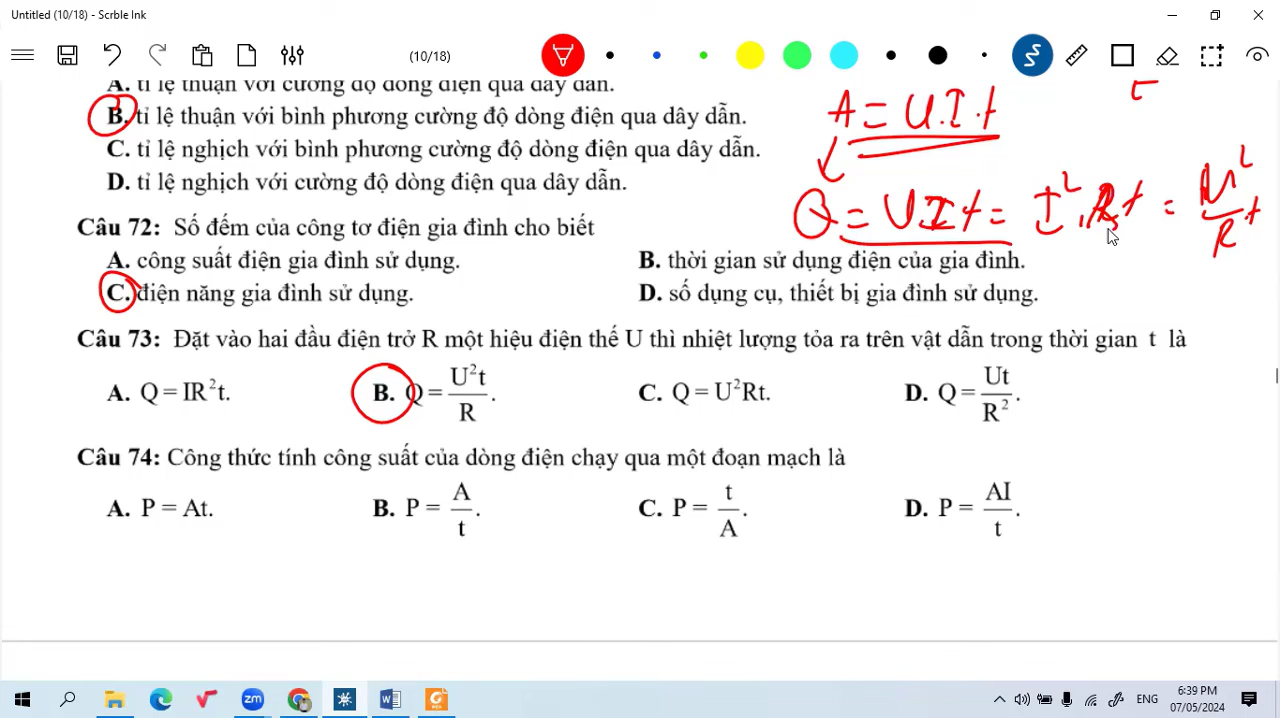 Untitled (10/18) - Scrble Ink
(10/18)
A. tỉ lệ thuận với cường độ dòng điện qua dây dẫn.
B. tỉ lệ thuận với bình phương cường độ dòng điện qua dây dẫn.
C. tỉ lệ nghịch với bình phương cường độ dòng điện qua dây dẫn.
D. tỉ lệ nghịch với cường độ dòng điện qua dây dẫn.
A = U.I.t
Q = UIt = I².Rt = U²/R.t
Câu 72: Số đếm của công tơ điện gia đình cho biết
A. công suất điện gia đình sử dụng. B. thời gian sử dụng điện của gia đình.
C. điện năng gia đình sử dụng. D. số dụng cụ, thiết bị gia đình sử dụng.
Câu 73: Đặt vào hai đầu điện trở R một hiệu điện thế U thì nhiệt lượng tỏa ra trên vật dẫn trong thời gian t là
A. Q = IR²t. B. Q = U²t/R. C. Q = U²Rt. D. Q = Ut/R².
Câu 74: Công thức tính công suất của dòng điện chạy qua một đoạn mạch là
A. P = At. B. P = A/t. C. P = t/A. D. P = AI/t.
ENG
6:39 PM
07/05/2024